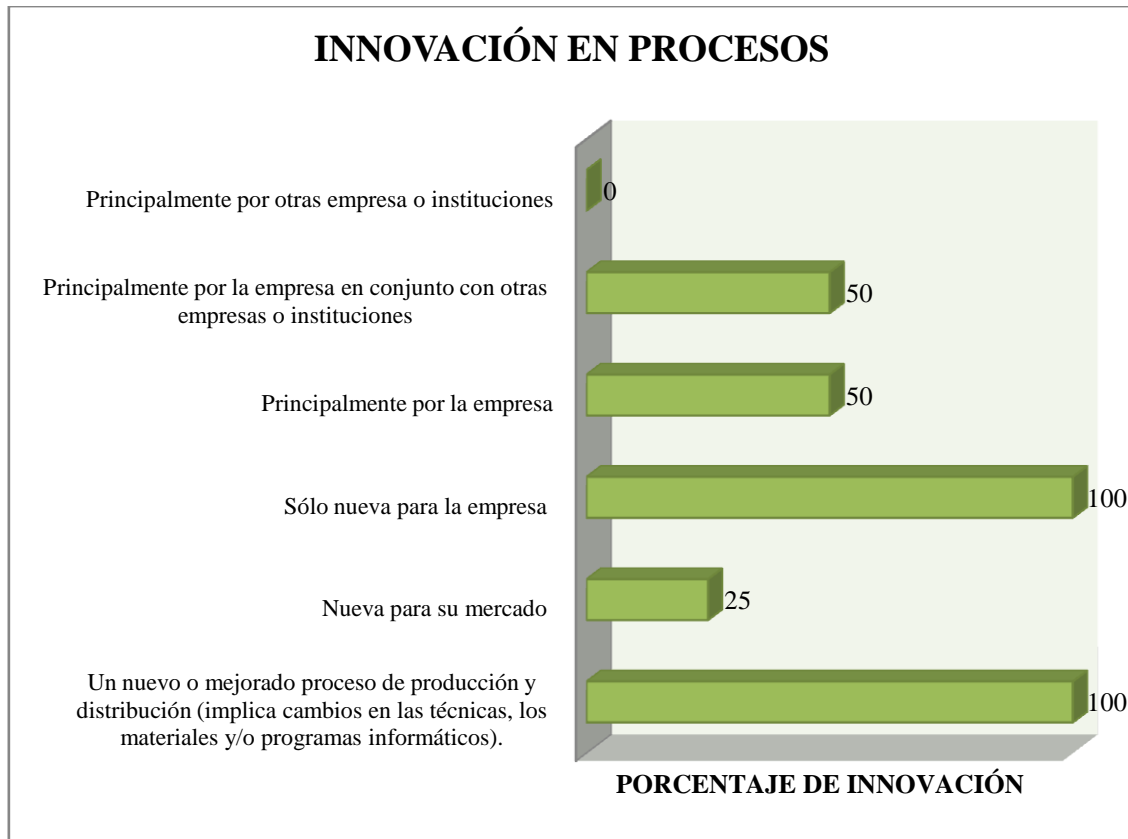 INNOVACIÓN EN PROCESOS
Principalmente por otras empresa o instituciones
0
Principalmente por la empresa en conjunto con otras
empresas o instituciones
50
Principalmente por la empresa
50
Sólo nueva para la empresa
100
Nueva para su mercado
25
Un nuevo o mejorado proceso de producción y
distribución (implica cambios en las técnicas, los
materiales y/o programas informáticos).
100
PORCENTAJE DE INNOVACIÓN